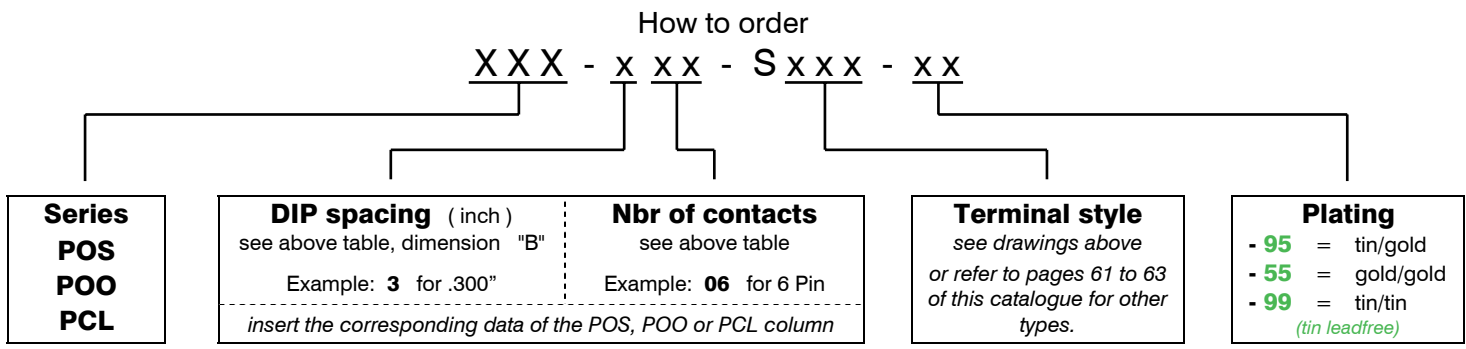 How to order
XXX - x xx - S xxx - xx
Series
POS
POO
PCL
DIP spacing ( inch )
see above table, dimension "B"
Example: 3 for .300”
Nbr of contacts
see above table
Example: 06 for 6 Pin
insert the corresponding data of the POS, POO or PCL column
Terminal style
see drawings above
or refer to pages 61 to 63
of this catalogue for other
types.
Plating
- 95 = tin/gold
- 55 = gold/gold
- 99 = tin/tin
(tin leadfree)